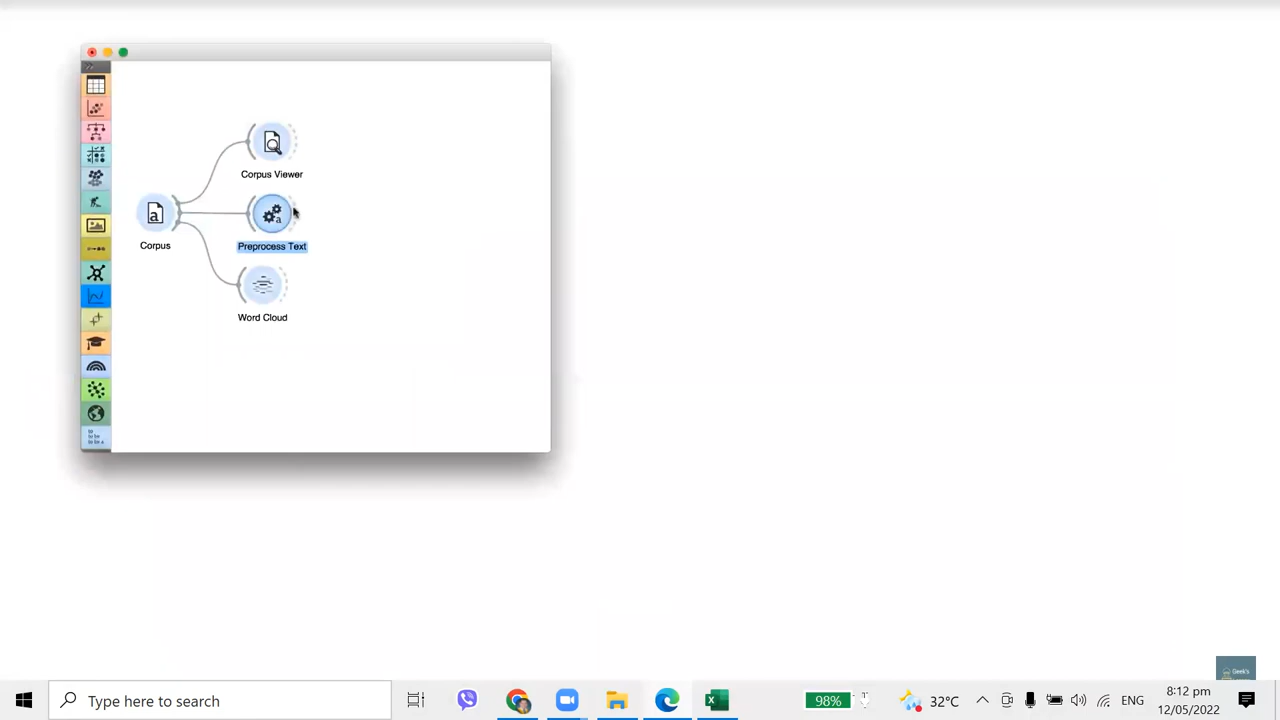 Corpus Viewer
Corpus
Preprocess Text
Word Cloud
Geek's
Type here to search
98%
32°C
ENG
8:12 pm
12/05/2022